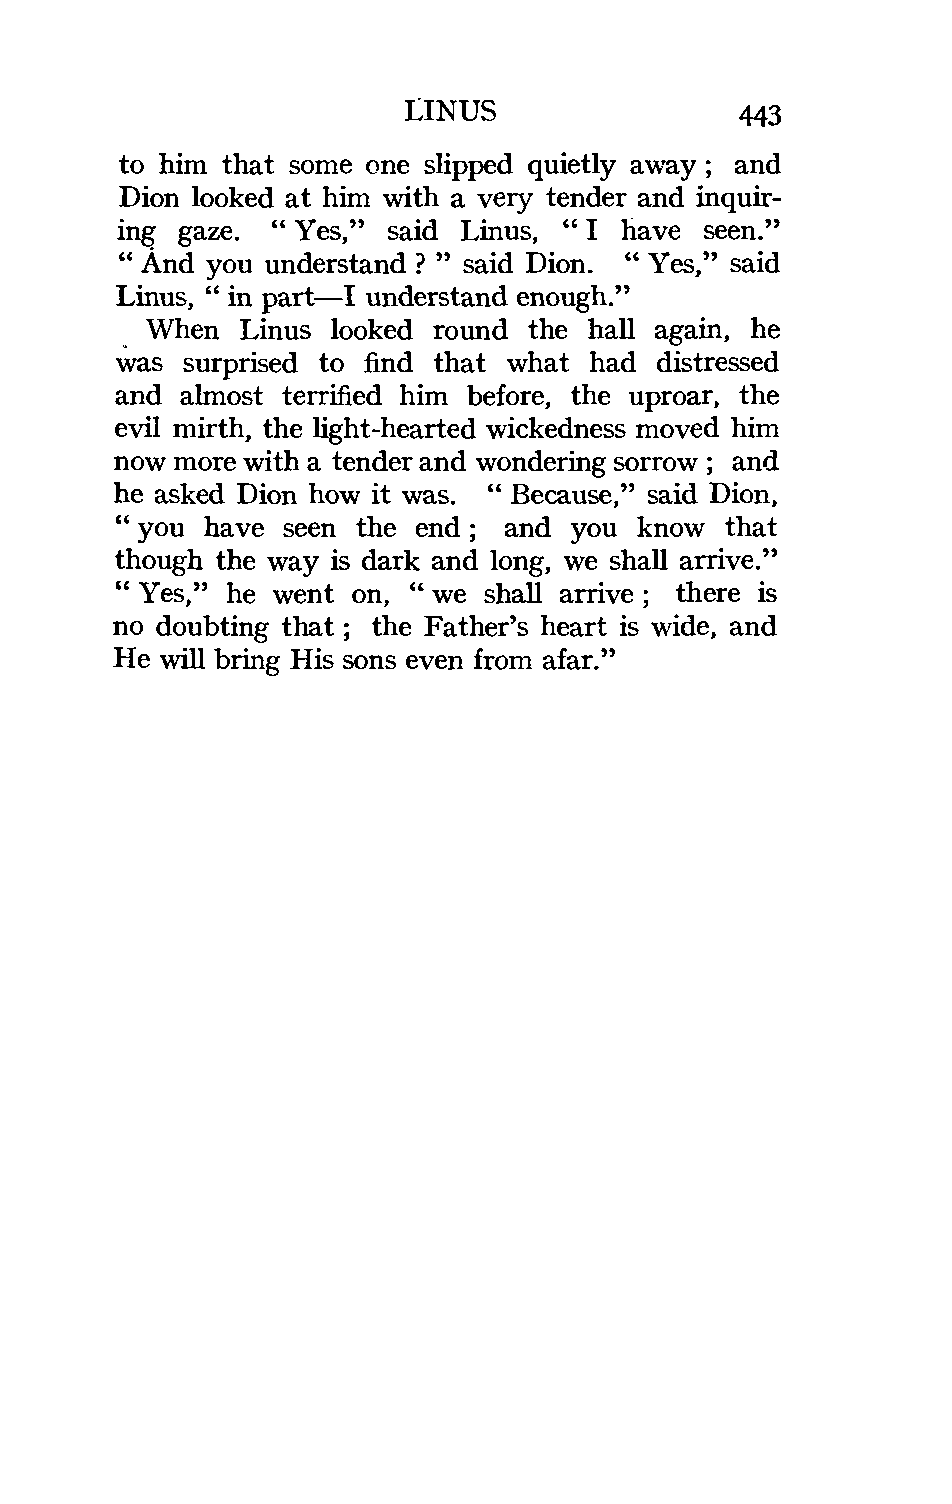 LINUS 443
to him that some one slipped quietly away ; and
Dion looked at him with a very tender and inquir-
ing gaze. “ Yes,” said Linus, “ I have seen.”
“ And you understand ? ” said Dion. “ Yes,” said
Linus, “ in part—I understand enough.”
When Linus looked round the hall again, he
was surprised to find that what had distressed
and almost terrified him before, the uproar, the
evil mirth, the light-hearted wickedness moved him
now more with a tender and wondering sorrow ; and
he asked Dion how it was. “ Because,” said Dion,
“ you have seen the end ; and you know that
though the way is dark and long, we shall arrive.”
“ Yes,” he went on, “ we shall arrive ; there is
no doubting that ; the Father’s heart is wide, and
He will bring His sons even from afar.”